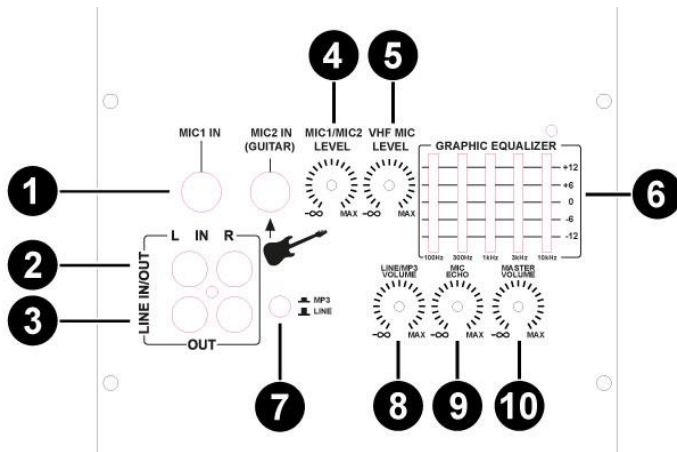 4
5
MIC1 IN
MIC2 IN
(GUITAR)
MIC1/MIC2
LEVEL
VHF MIC
LEVEL
GRAPHIC EQUALIZER
+12
+6
0
-6
-12
100Hz 300Hz 1kHz 3kHz 10kHz
-∞ MAX
-∞ MAX
1
6
L IN R
2
LINE IN/OUT
3
OUT
MP3
LINE
LINE/MP3
VOLUME
MIC
ECHO
MASTER
VOLUME
-∞ MAX
-∞ MAX
-∞ MAX
7
8
9
10